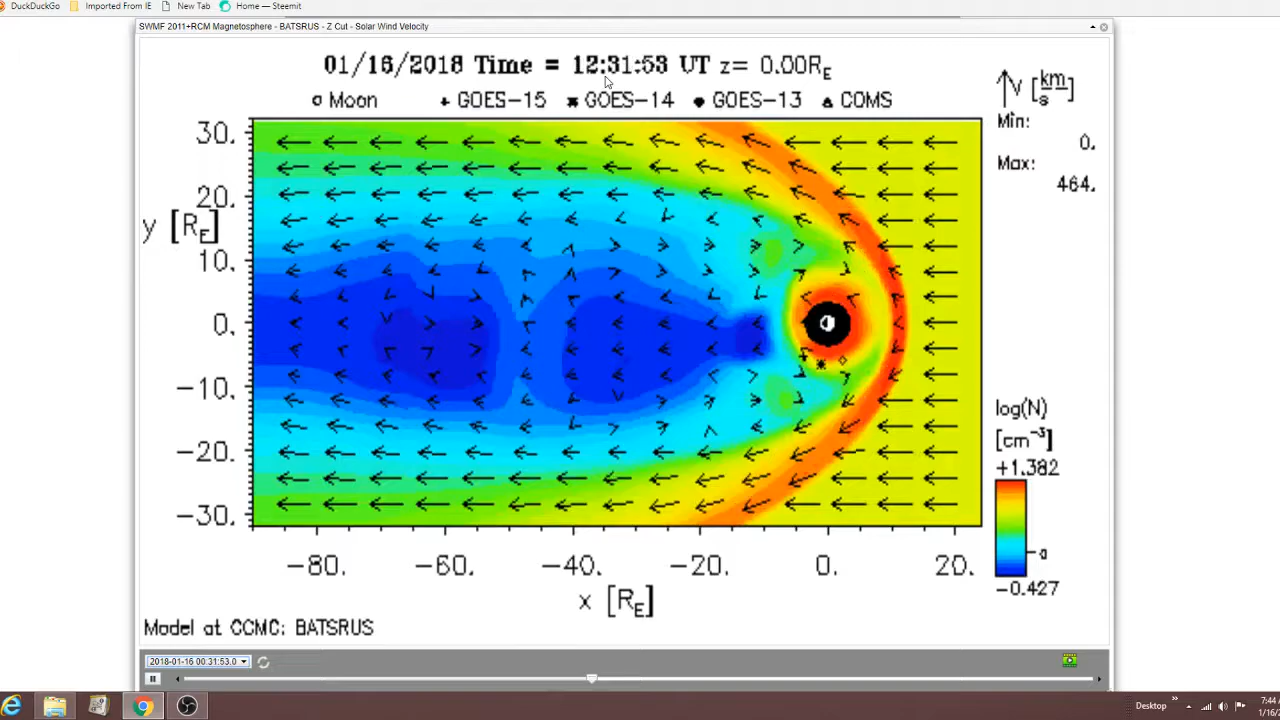 DuckDuckGo Imported From IE New Tab Home — Steemit
SWMF 2011+RCM Magnetosphere - BATSRUS - Z Cut - Solar Wind Velocity
01/16/2018 Time = 12:31:53 UT z= 0.00RE
Moon GOES-15 GOES-14 GOES-13 COMS
V [km/s]
Min:
0.
Max:
464.
30.
20.
y [RE]
10.
0.
−10.
−20.
−30.
−80. −60. −40. −20. 0. 20.
x [RE]
log(N)
[cm-3]
+1.382
0
−0.427
Model at CCMC: BATSRUS
2018-01-16 00:31:53.0
Desktop
7:44
1/16/2